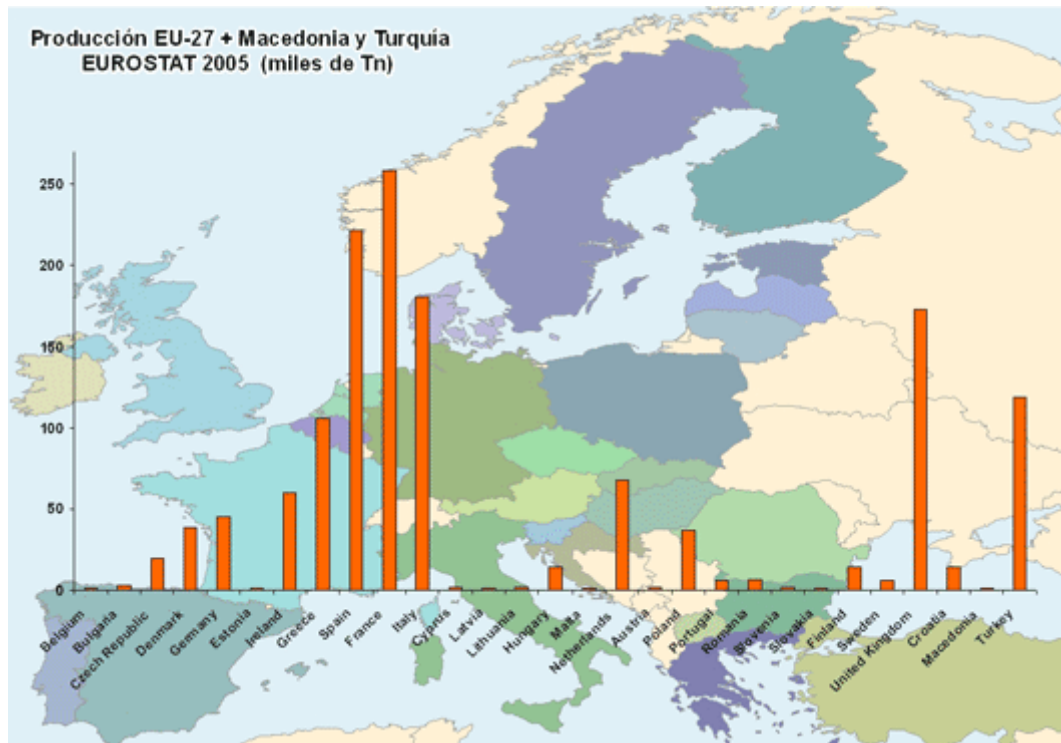 Producción EU-27 + Macedonia y Turquía
EUROSTAT 2005 (miles de Tn)
250
200
150
100
50
0
Belgium
Bulgaria
Czech Republic
Denmark
Germany
Estonia
Ireland
Greece
Spain
France
Italy
Cyprus
Latvia
Lithuania
Hungary
Malta
Netherlands
Austria
Poland
Portugal
Romania
Slovenia
Slovakia
Finland
Sweden
United Kingdom
Croatia
Macedonia
Turkey